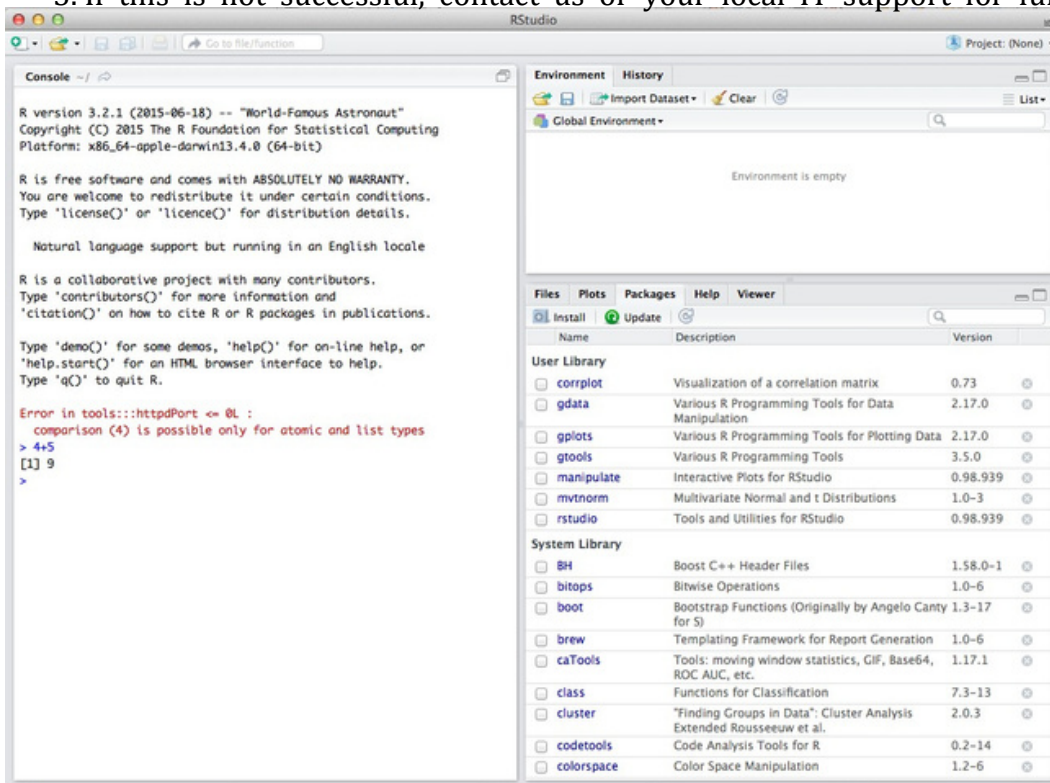 3. If this is not successful, contact us or your local IT support for fur
RStudio
Go to file/function
Project: (None)
Console ~/
R version 3.2.1 (2015-06-18) -- "World-Famous Astronaut"
Copyright (C) 2015 The R Foundation for Statistical Computing
Platform: x86_64-apple-darwin13.4.0 (64-bit)
R is free software and comes with ABSOLUTELY NO WARRANTY.
You are welcome to redistribute it under certain conditions.
Type 'license()' or 'licence()' for distribution details.
Natural language support but running in an English locale
R is a collaborative project with many contributors.
Type 'contributors()' for more information and
'citation()' on how to cite R or R packages in publications.
Type 'demo()' for some demos, 'help()' for on-line help, or
'help.start()' for an HTML browser interface to help.
Type 'q()' to quit R.
Error in tools:::httpdPort <= 0L :
comparison (4) is possible only for atomic and list types
> 4+5
[1] 9
>
Environment History
Import Dataset Clear List
Global Environment
Environment is empty
Files Plots Packages Help Viewer
Install Update
Name Description Version
User Library
corrplot Visualization of a correlation matrix 0.73
gdata Various R Programming Tools for Data 2.17.0
Manipulation
gplots Various R Programming Tools for Plotting Data 2.17.0
gtools Various R Programming Tools 3.5.0
manipulate Interactive Plots for RStudio 0.98.939
mvtnorm Multivariate Normal and t Distributions 1.0-3
rstudio Tools and Utilities for RStudio 0.98.939
System Library
BH Boost C++ Header Files 1.58.0-1
bitops Bitwise Operations 1.0-6
boot Bootstrap Functions (Originally by Angelo Canty 1.3-17
for S)
brew Templating Framework for Report Generation 1.0-6
caTools Tools: moving window statistics, GIF, Base64, 1.17.1
ROC AUC, etc.
class Functions for Classification 7.3-13
cluster "Finding Groups in Data": Cluster Analysis 2.0.3
Extended Rousseeuw et al.
codetools Code Analysis Tools for R 0.2-14
colorspace Color Space Manipulation 1.2-6